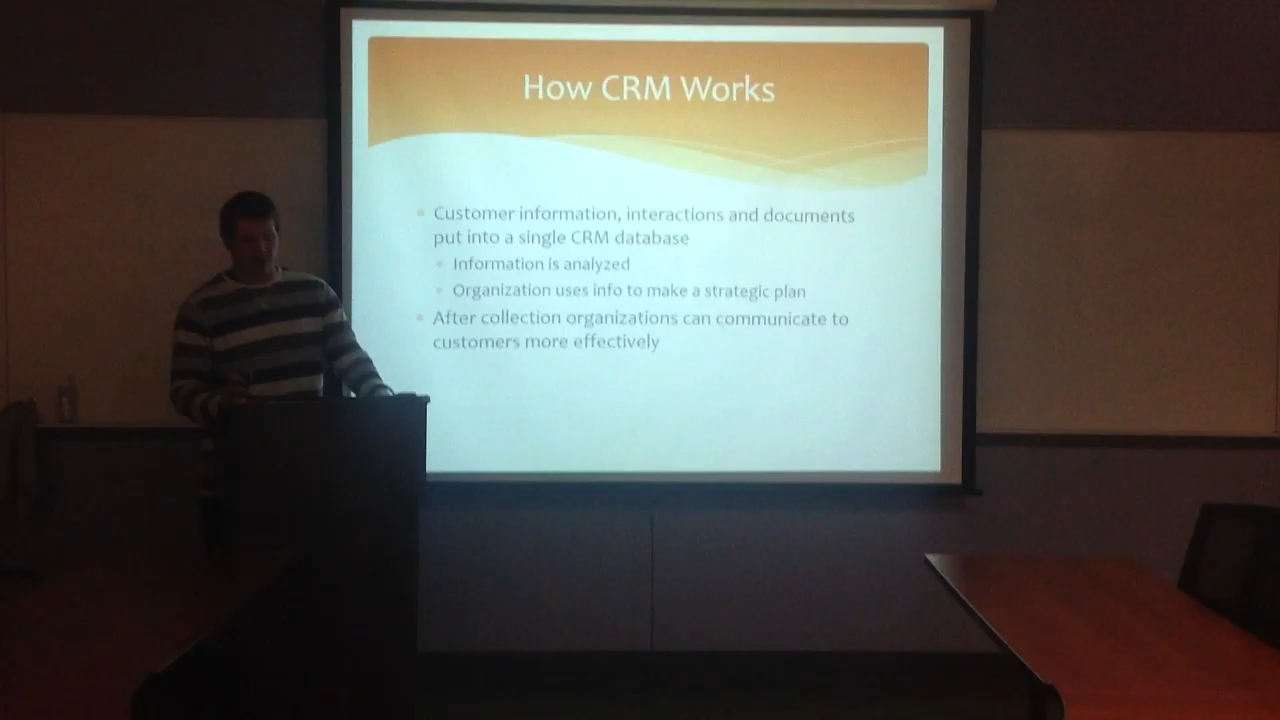 How CRM Works
Customer information, interactions and documents
put into a single CRM database
Information is analyzed
Organization uses info to make a strategic plan
After collection organizations can communicate to
customers more effectively